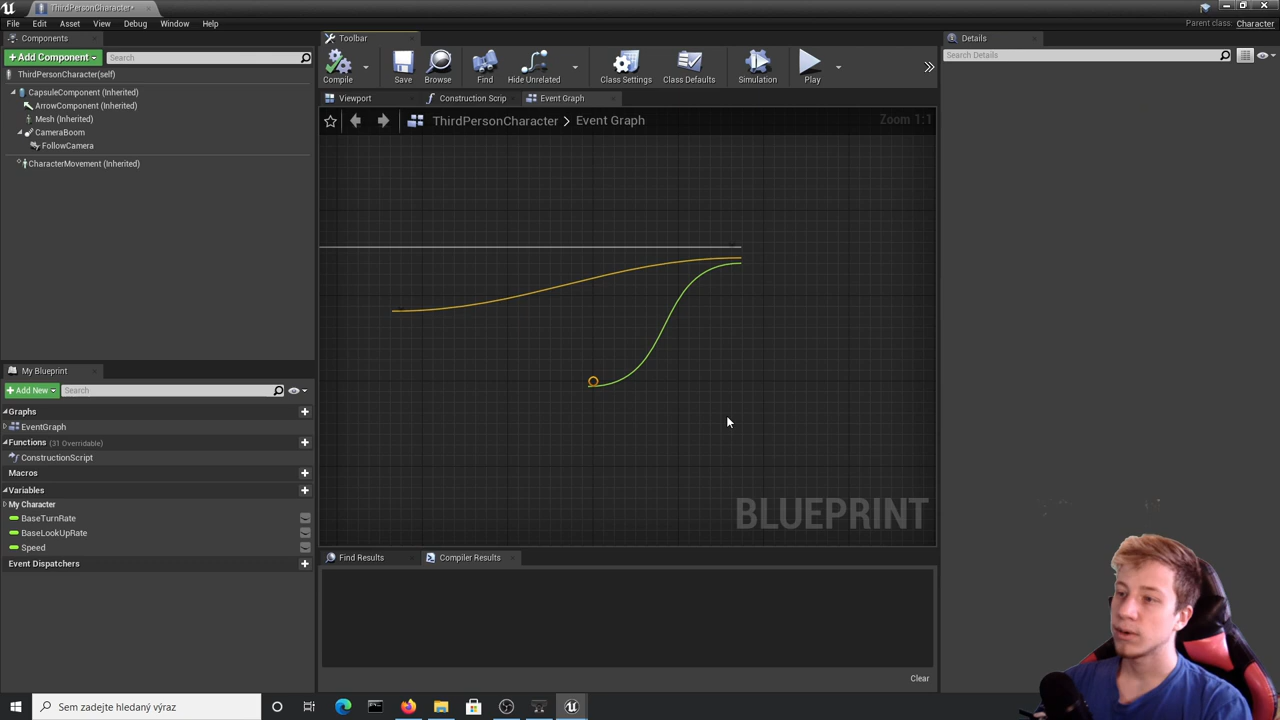 ThirdPersonCharacter*
File Edit Asset View Debug Window Help
Parent class: Character
Components
+Add Component Search
ThirdPersonCharacter(self)
CapsuleComponent (Inherited)
ArrowComponent (Inherited)
Mesh (Inherited)
CameraBoom
FollowCamera
CharacterMovement (Inherited)
My Blueprint
+Add New Search
Graphs
EventGraph
Functions (31 Overridable)
ConstructionScript
Macros
Variables
My Character
BaseTurnRate
BaseLookUpRate
Speed
Event Dispatchers
Toolbar
Compile Save Browse Find Hide Unrelated Class Settings Class Defaults Simulation Play
Viewport Construction Scrip Event Graph
ThirdPersonCharacter > Event Graph Zoom 1:1
BLUEPRINT
Find Results Compiler Results
Clear
Details
Search Details
Sem zadejte hledaný výraz